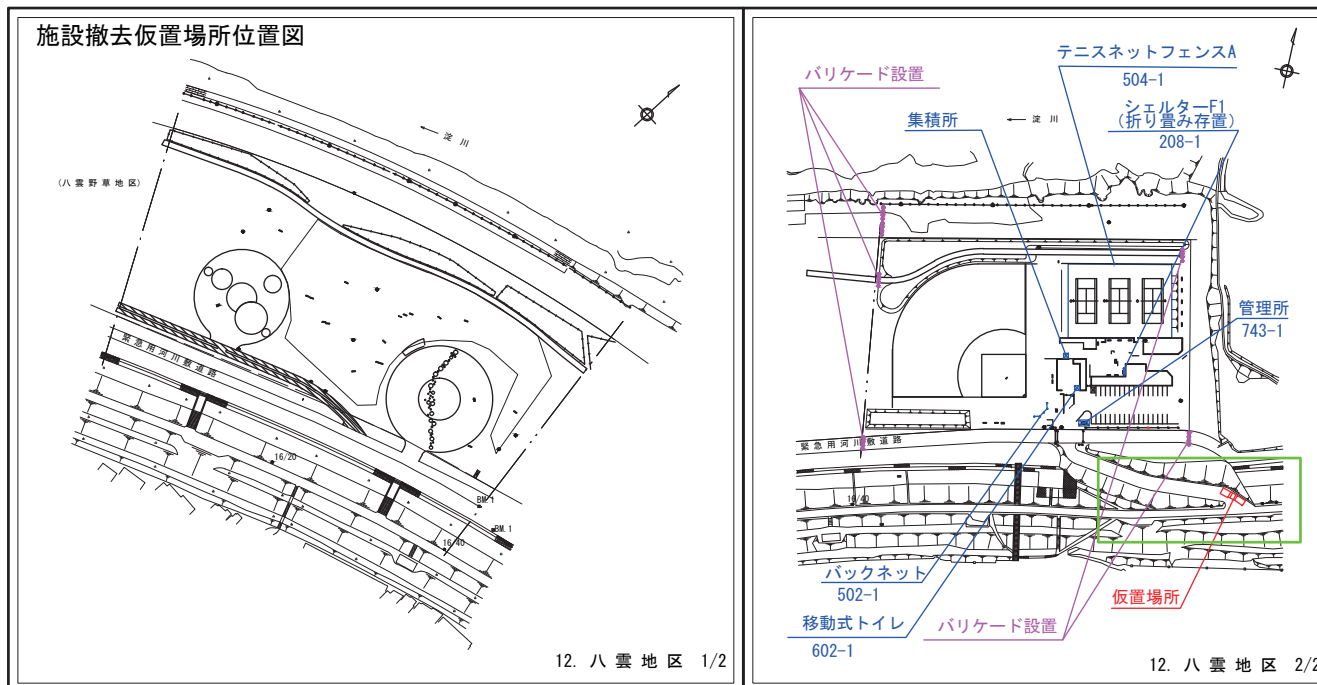 施設撤去仮置場所位置図
← 淀川
(八雲野草地区)
緊急用河川敷道路
16/20
BM.1
BM.1
16/40
12. 八雲地区 1/2
テニスネットフェンスA
504-1
バリケード設置
シェルターF1
(折り畳み存置)
208-1
集積所
← 淀川
管理所
743-1
緊急用河川敷道路
16/40
バックネット
502-1
仮置場所
移動式トイレ
602-1
バリケード設置
12. 八雲地区 2/2